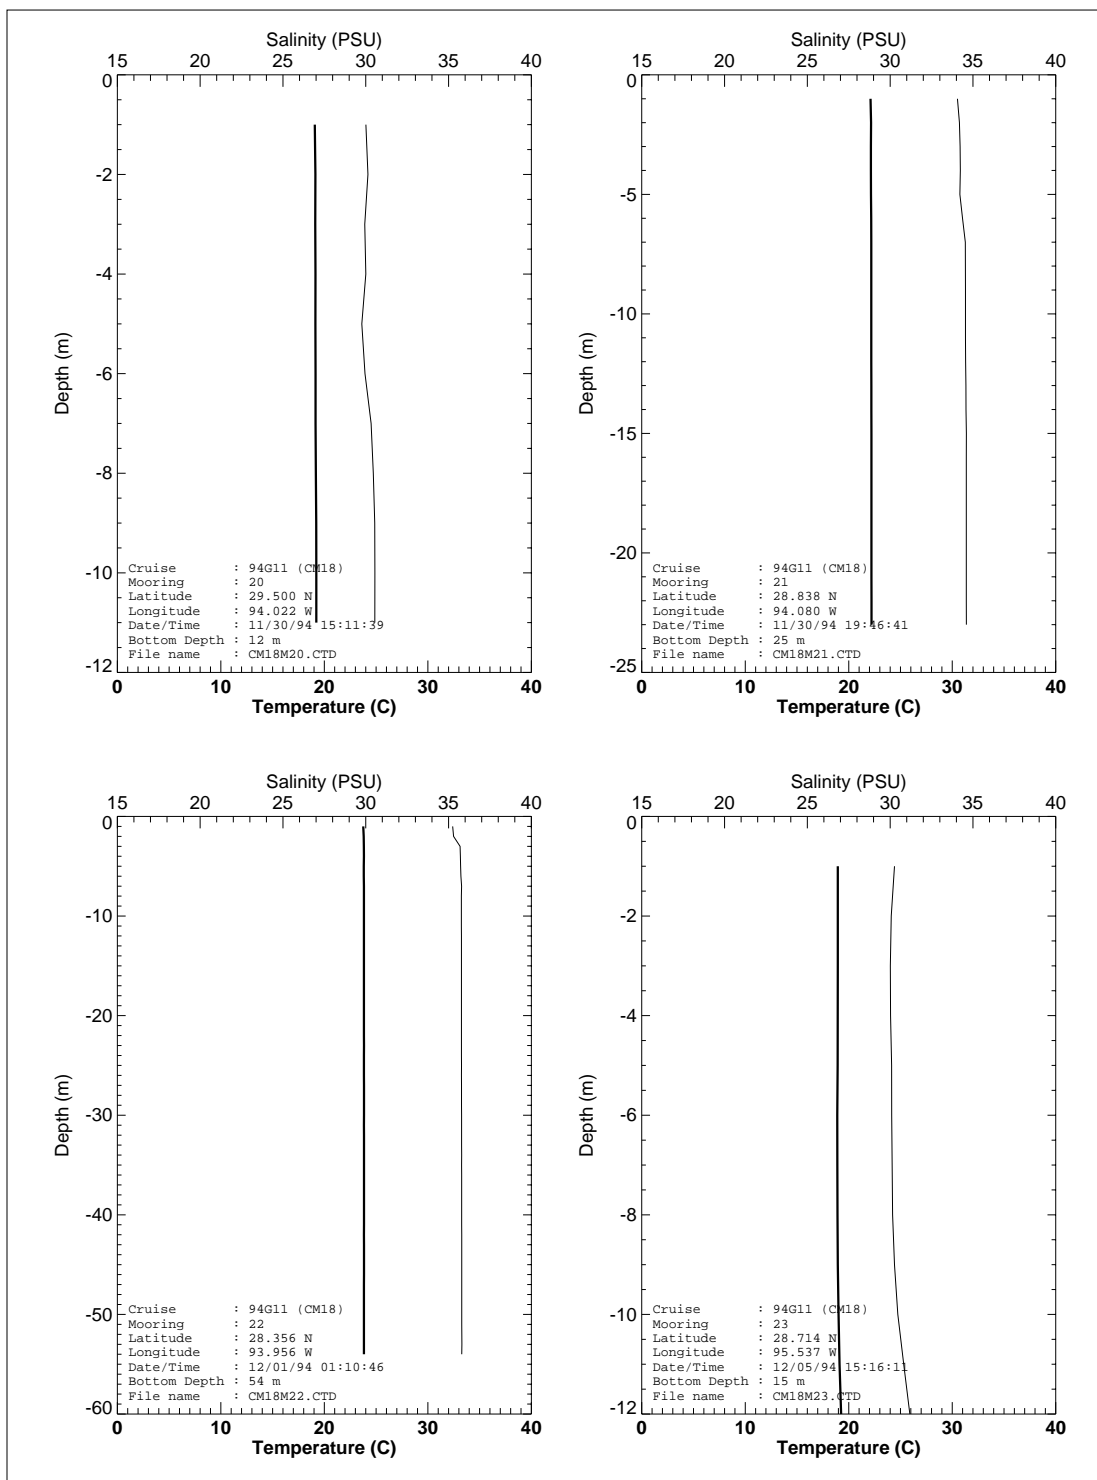 Salinity (PSU)
15 20 25 30 35 40
0
-2
-4
-6
-8
-10
-12
Depth (m)
Cruise : 94G11 (CM18)
Mooring : 20
Latitude : 29.500 N
Longitude : 94.022 W
Date/Time : 11/30/94 15:11:39
Bottom Depth : 12 m
File name : CM18M20.CTD
0 10 20 30 40
Temperature (C)
Salinity (PSU)
15 20 25 30 35 40
0
-5
-10
-15
-20
-25
Depth (m)
Cruise : 94G11 (CM18)
Mooring : 21
Latitude : 28.838 N
Longitude : 94.080 W
Date/Time : 11/30/94 19:46:41
Bottom Depth : 25 m
File name : CM18M21.CTD
0 10 20 30 40
Temperature (C)
Salinity (PSU)
15 20 25 30 35 40
0
-10
-20
-30
-40
-50
-60
Depth (m)
Cruise : 94G11 (CM18)
Mooring : 22
Latitude : 28.356 N
Longitude : 93.956 W
Date/Time : 12/01/94 01:10:46
Bottom Depth : 54 m
File name : CM18M22.CTD
0 10 20 30 40
Temperature (C)
Salinity (PSU)
15 20 25 30 35 40
0
-2
-4
-6
-8
-10
-12
Depth (m)
Cruise : 94G11 (CM18)
Mooring : 23
Latitude : 28.714 N
Longitude : 95.537 W
Date/Time : 12/05/94 15:16:11
Bottom Depth : 15 m
File name : CM18M23.CTD
0 10 20 30 40
Temperature (C)